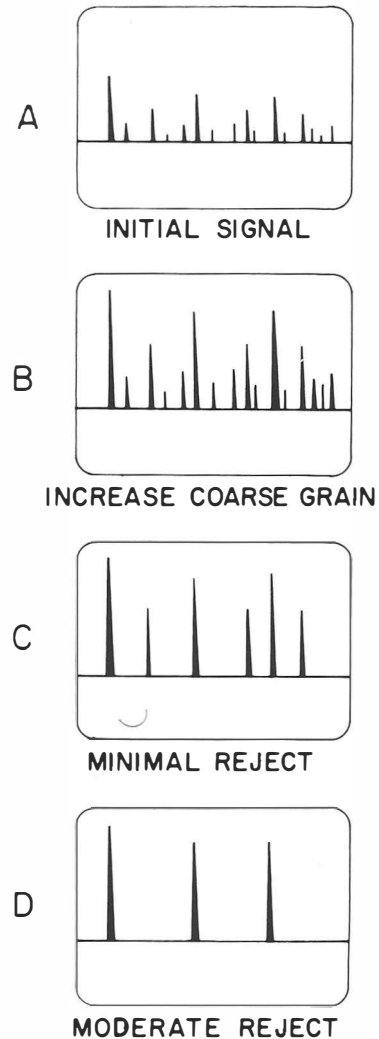 A
INITIAL SIGNAL
B
INCREASE COARSE GRAIN
C
MINIMAL REJECT
D
MODERATE REJECT